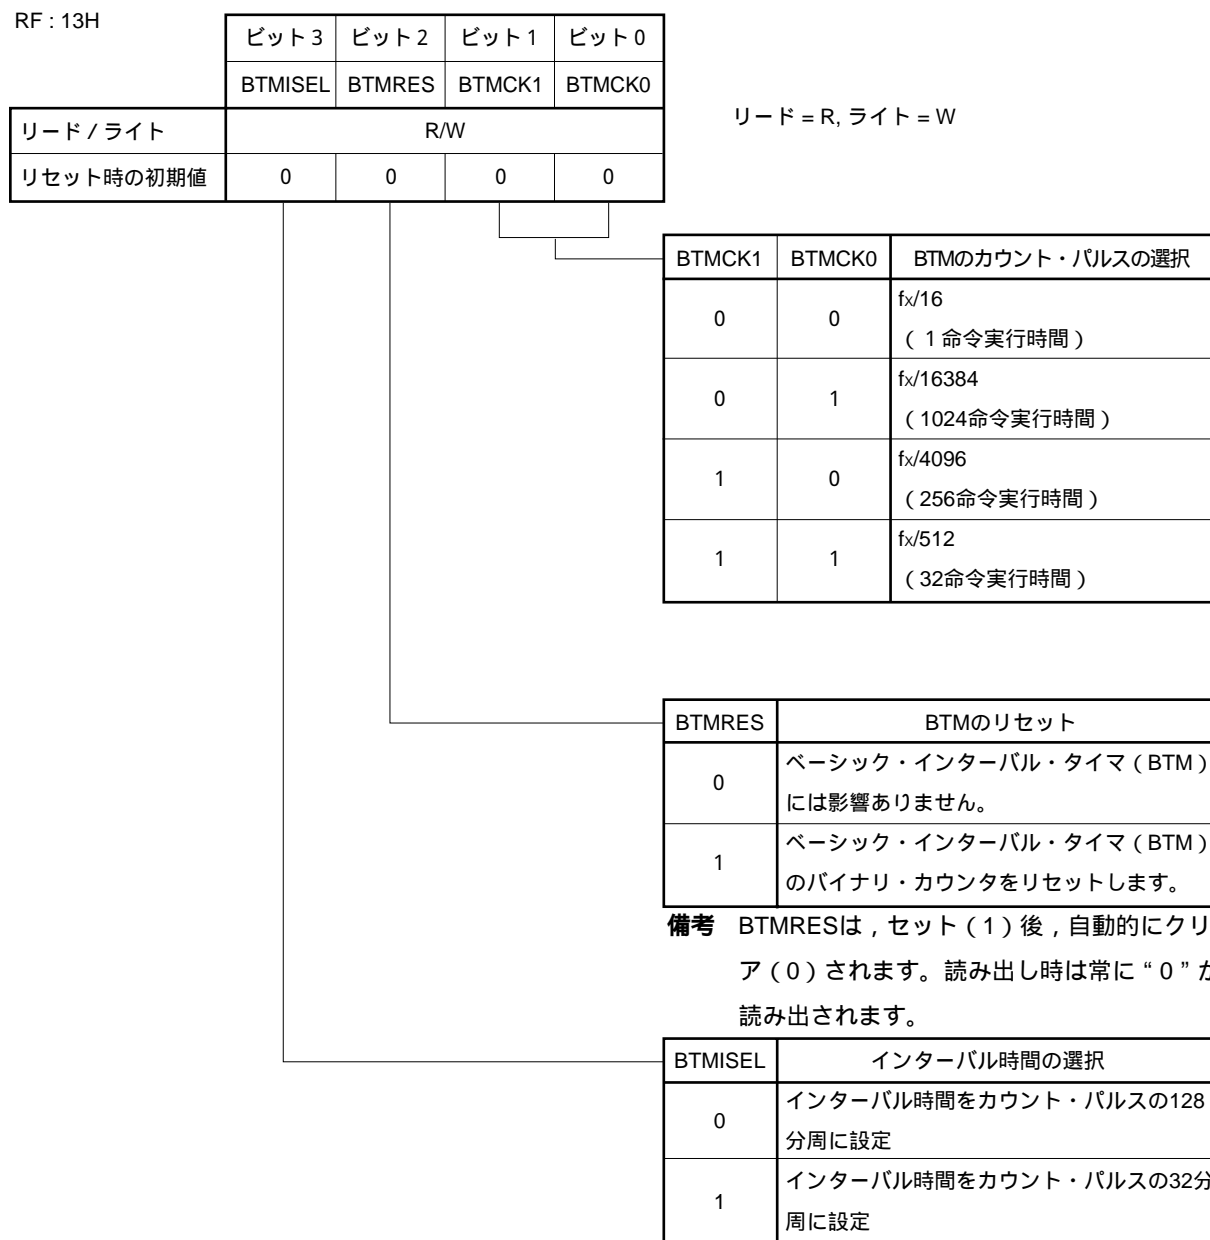 RF : 13H
ビット 3 ビット 2 ビット 1 ビット 0
BTMISEL BTMRES BTMCK1 BTMCK0
リード / ライト R/W
リード = R, ライト = W
リセット時の初期値 0 0 0 0
BTMCK1 BTMCK0 BTMのカウント・パルスの選択
0 0 fx/16
( 1 命令実行時間 )
0 1 fx/16384
( 1024命令実行時間 )
1 0 fx/4096
( 256命令実行時間 )
1 1 fx/512
( 32命令実行時間 )
BTMRES BTMのリセット
0 ベーシック・インターバル・タイマ ( BTM )
には影響ありません。
1 ベーシック・インターバル・タイマ ( BTM )
のバイナリ・カウンタをリセットします。
備考 BTMRESは , セット ( 1 ) 後 , 自動的にクリ
ア ( 0 ) されます。読み出し時は常に “ 0 ” が
読み出されます。
BTMISEL インターバル時間の選択
0 インターバル時間をカウント・パルスの128
分周に設定
1 インターバル時間をカウント・パルスの32分
周に設定